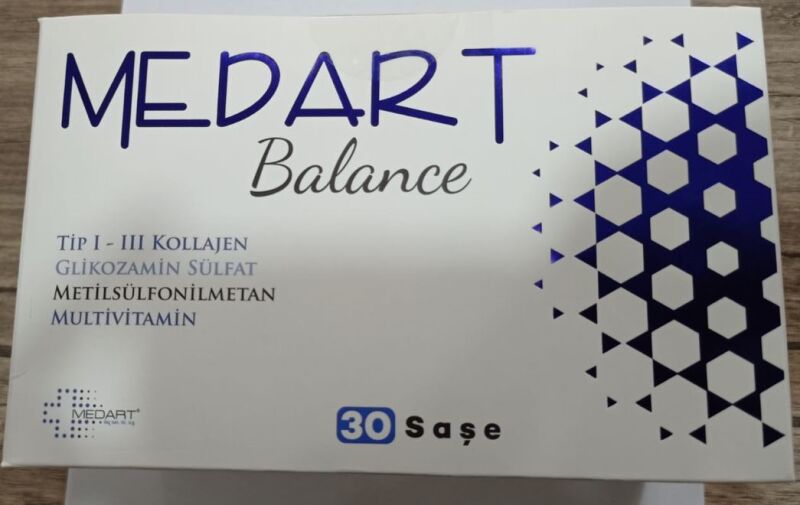 MEDART
Balance
Tip I - III Kollajen
Glikozamin Sülfat
Metilsülfonilmetan
Multivitamin
MEDART®
30 Saşe